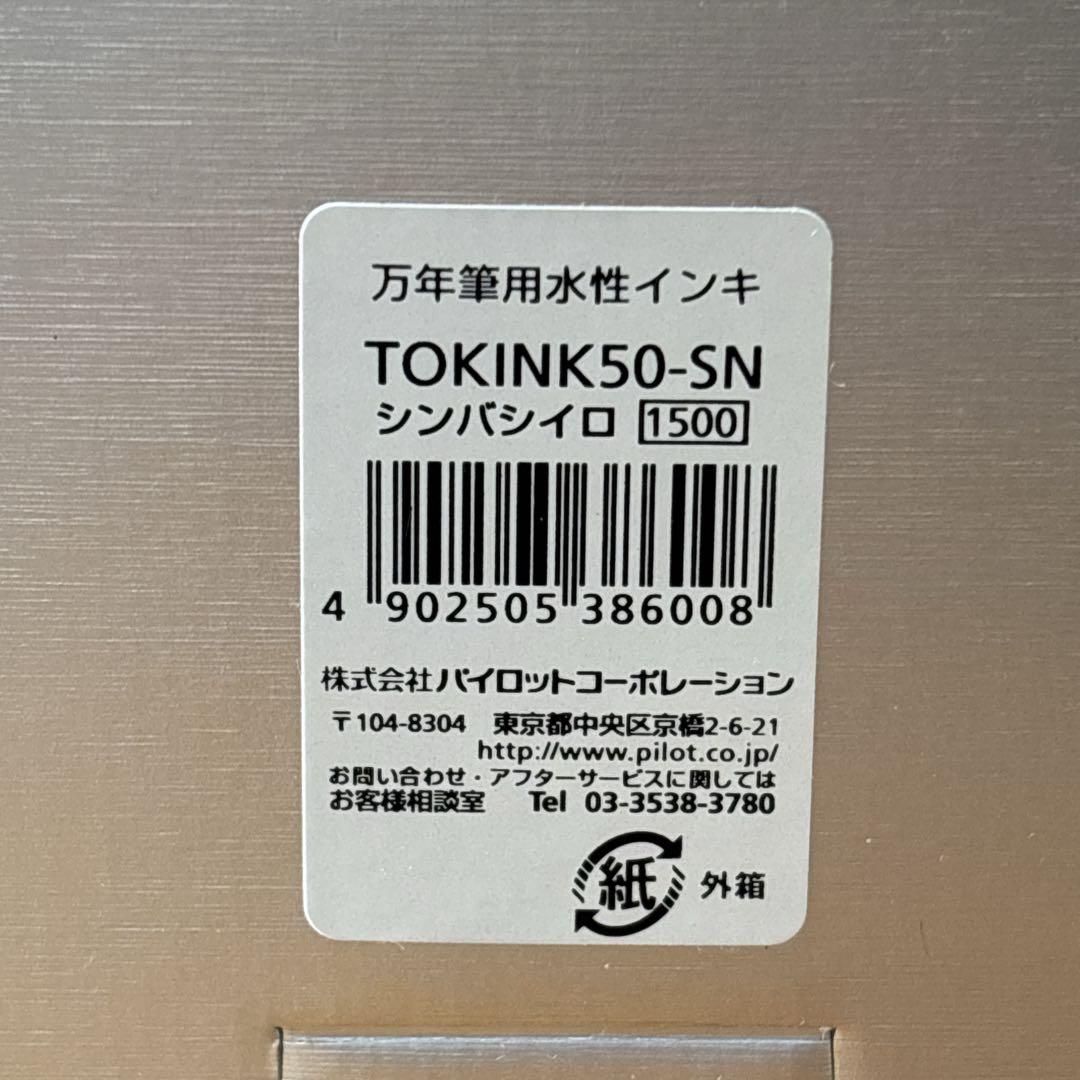 万年筆用水性インキ
TOKINK50-SN
シンバシイロ 1500
4 902505 386008
株式会社パイロットコーポレーション
〒104-8304 東京都中央区京橋2-6-21
http://www.pilot.co.jp/
お問い合わせ・アフターサービスに関しては
お客様相談室 Tel 03-3538-3780
紙 外箱